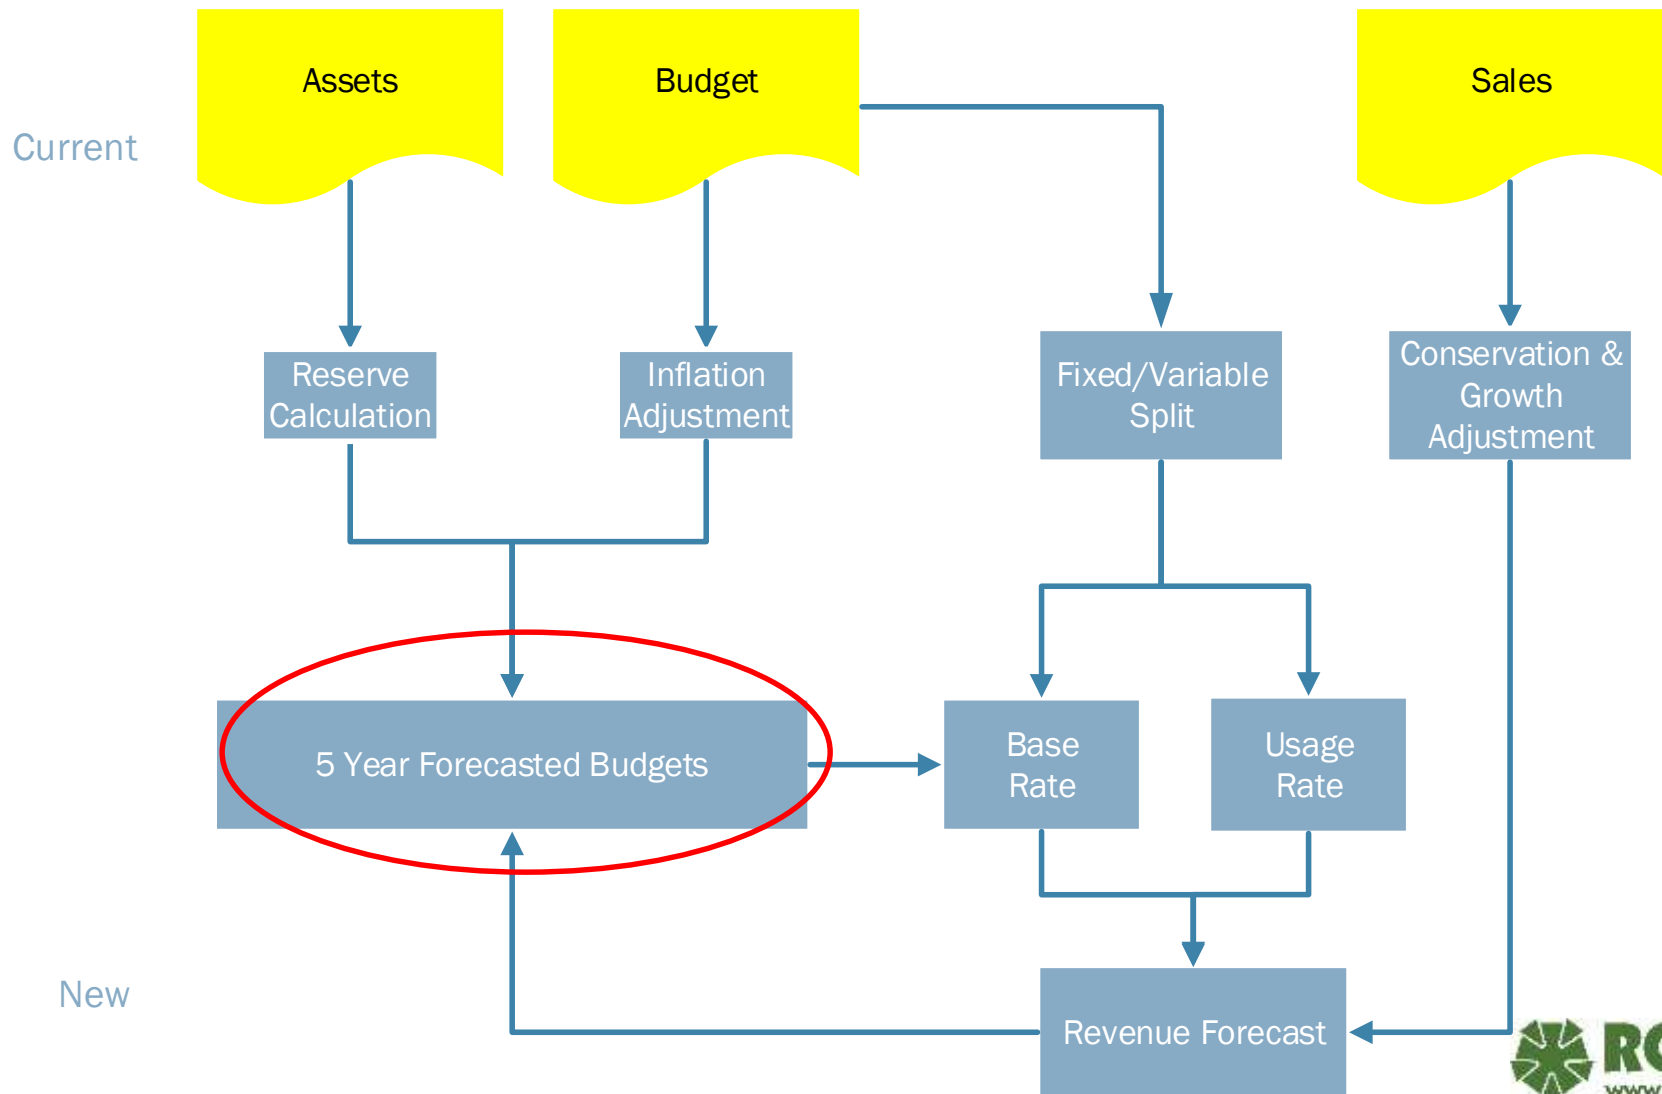 Assets
Budget
Sales
Current
Reserve
Calculation
Inflation
Adjustment
Fixed/Variable
Split
Conservation &
Growth
Adjustment
5 Year Forecasted Budgets
Base
Rate
Usage
Rate
New
Revenue Forecast